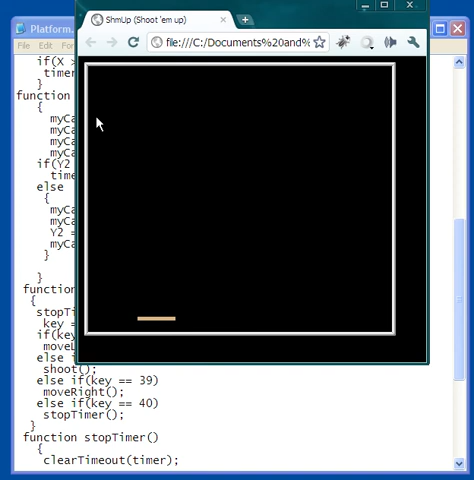 ShmUp (Shoot 'em up)
Platform.
file:///C:/Documents%20and%
File Edit
if(X >
timer
}
function
{
myCa
myCa
myCa
myCa
if(Y2
time
else
{
myCa
myCa
Y2 =
myCa
}
function
{
stopTi
key =
if(key
moveL
else if
shoot();
else if(key == 39)
moveRight();
else if(key == 40)
stopTimer();
}
function stopTimer()
{
clearTimeout(timer);